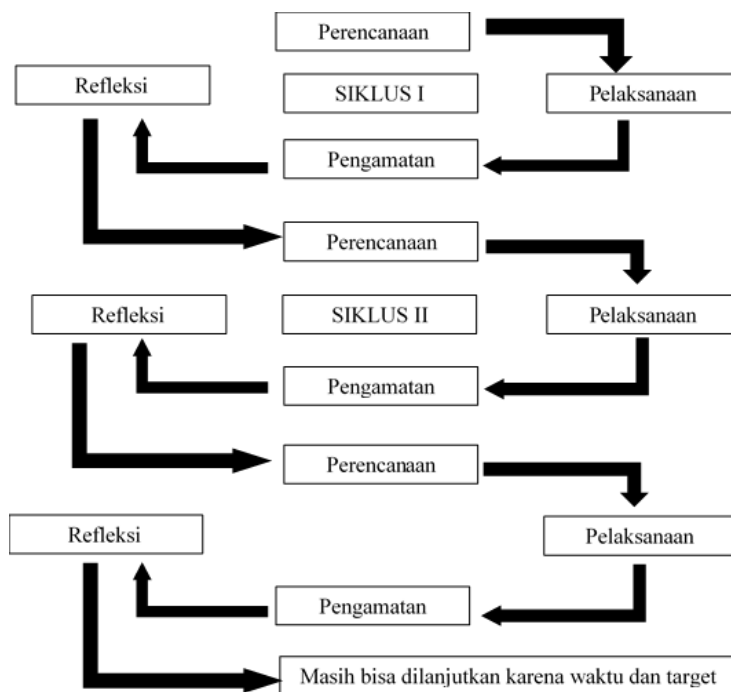 Perencanaan
Refleksi
SIKLUS I
Pelaksanaan
Pengamatan
Perencanaan
Refleksi
SIKLUS II
Pelaksanaan
Pengamatan
Perencanaan
Refleksi
Pelaksanaan
Pengamatan
Masih bisa dilanjutkan karena waktu dan target